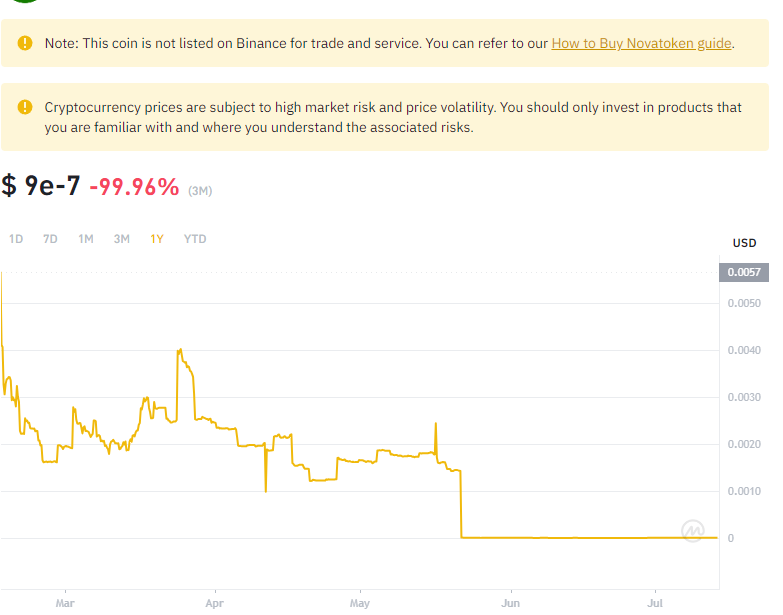 Note: This coin is not listed on Binance for trade and service. You can refer to our How to Buy Novatoken guide.
Cryptocurrency prices are subject to high market risk and price volatility. You should only invest in products that
you are familiar with and where you understand the associated risks.
$ 9e-7 -99.96% (3M)
1D 7D 1M 3M 1Y YTD
USD
0.0057
0.0050
0.0040
0.0030
0.0020
0.0010
0
Mar Apr May Jun Jul